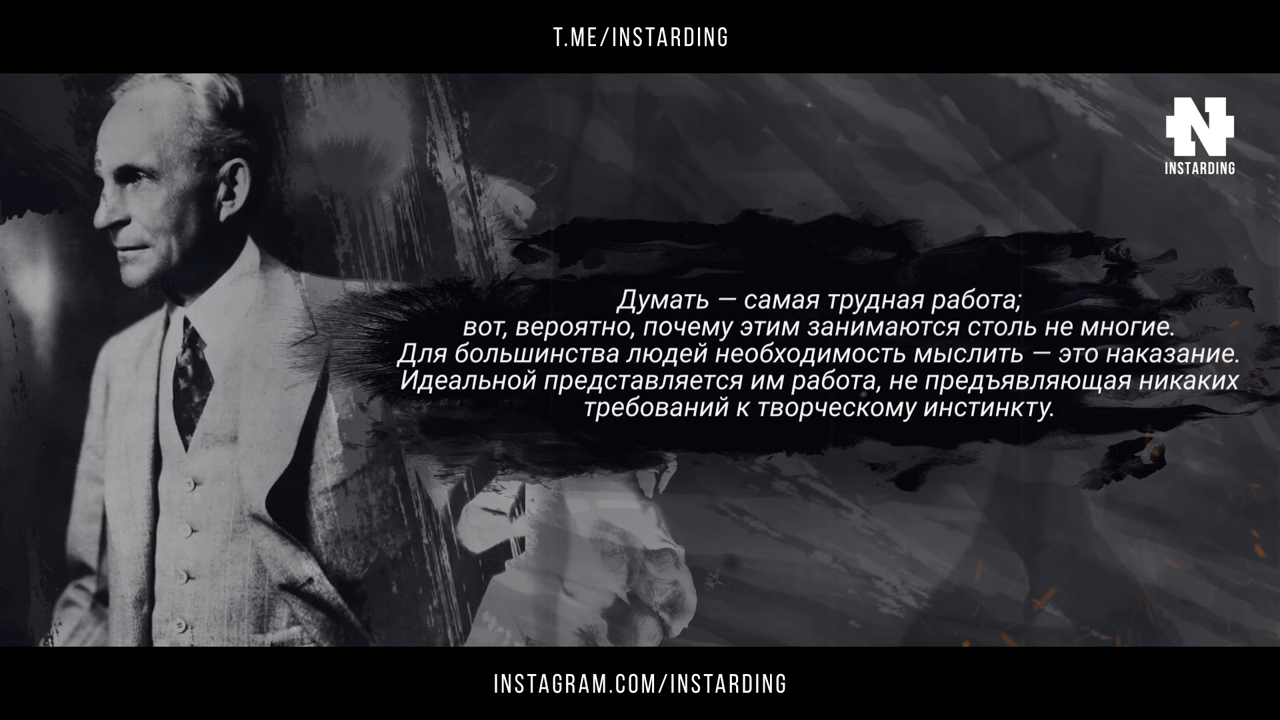 T.ME/INSTARDING
N
INSTARDING
Думать — самая трудная работа;
вот, вероятно, почему этим занимаются столь не многие.
Для большинства людей необходимость мыслить — это наказание.
Идеальной представляется им работа, не предъявляющая никаких
требований к творческому инстинкту.
INSTAGRAM.COM/INSTARDING